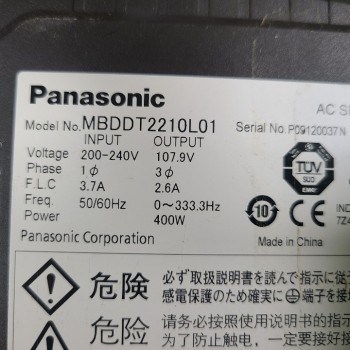 Panasonic
AC S
Model No. MBDDT2210L01
Serial No. P09120037N
INPUT OUTPUT
Voltage 200-240V 107.9V
Phase 1ϕ 3ϕ
F.L.C 3.7A 2.6A
Freq. 50/60Hz 0~333.3Hz
Power 400W
TÜV
10
IND
7Z4
Panasonic Corporation
Made in China
危険
必ず取扱説明書を読んで指示に従
感電保護のため確実に⏚端子を接
危险
请务必按照使用说明书的指示
为了防止触电，一定要接好接